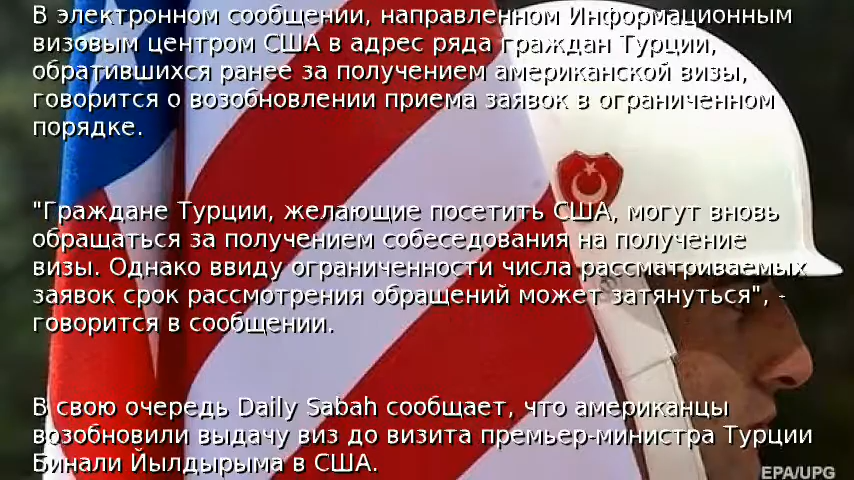 В электронном сообщении, направленном Информационным
визовым центром США в адрес ряда граждан Турции,
обратившихся ранее за получением американской визы,
говорится о возобновлении приема заявок в ограниченном
порядке.
"Граждане Турции, желающие посетить США, могут вновь
обращаться за получением собеседования на получение
визы. Однако ввиду ограниченности числа рассматриваемых
заявок срок рассмотрения обращений может затянуться", -
говорится в сообщении.
В свою очередь Daily Sabah сообщает, что американцы
возобновили выдачу виз до визита премьер-министра Турции
Бинали Йылдырыма в США.
EPA/UPG